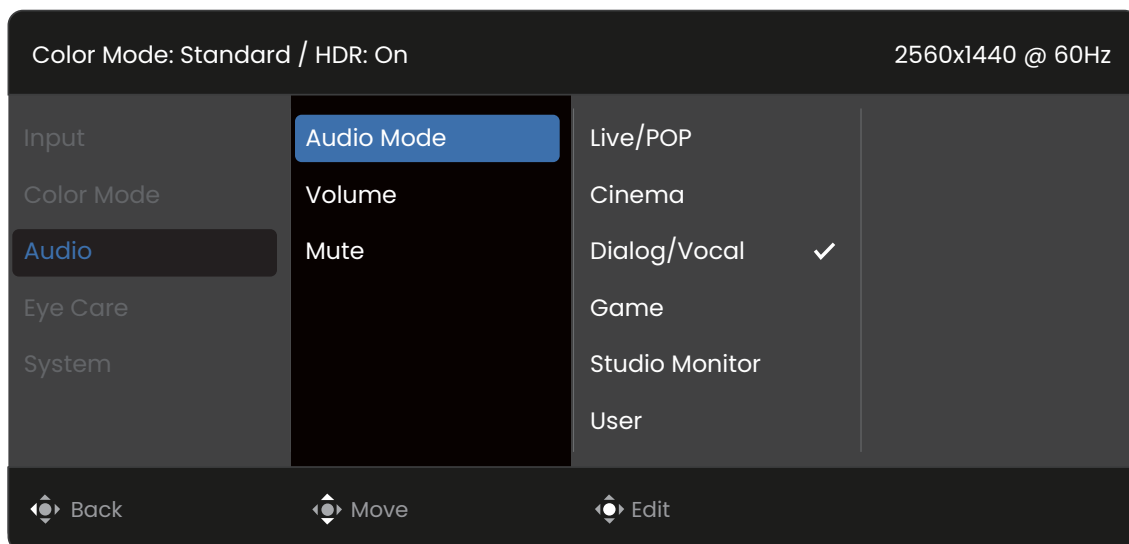 Color Mode: Standard / HDR: On
2560x1440 @ 60Hz
Input
Color Mode
Audio
Eye Care
System
Audio Mode
Volume
Mute
Live/POP
Cinema
Dialog/Vocal
Game
Studio Monitor
User
Back
Move
Edit